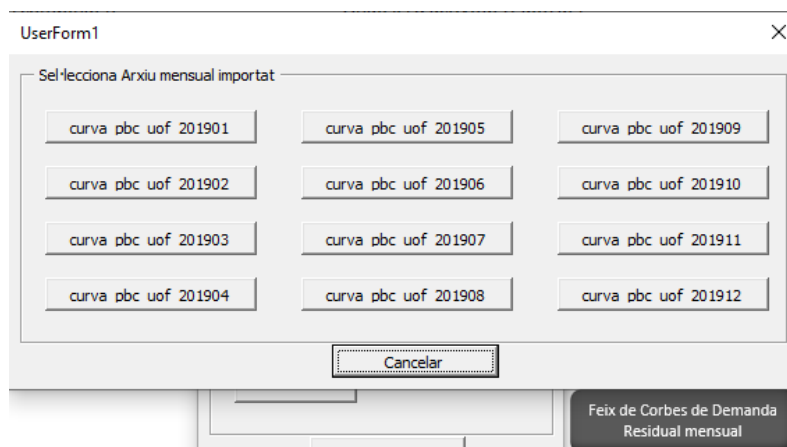 UserForm1
Sel·lecciona Arxiu mensual importat
curva pbc uof 201901
curva pbc uof 201905
curva pbc uof 201909
curva pbc uof 201902
curva pbc uof 201906
curva pbc uof 201910
curva pbc uof 201903
curva pbc uof 201907
curva pbc uof 201911
curva pbc uof 201904
curva pbc uof 201908
curva pbc uof 201912
Cancelar
Feix de Corbes de Demanda
Residual mensual